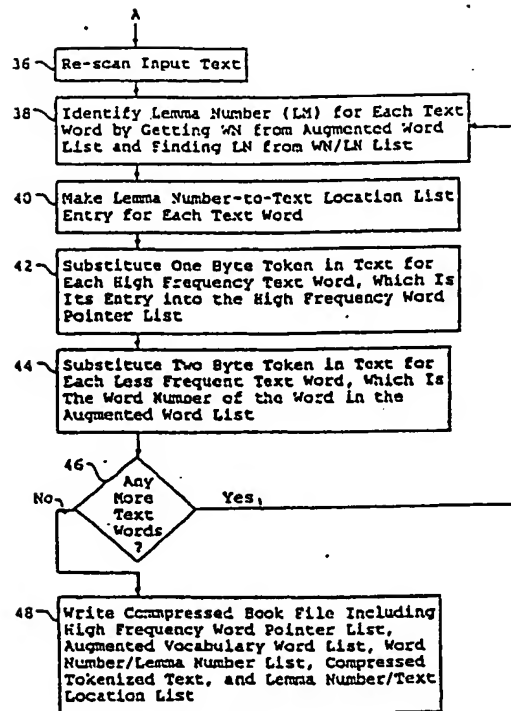 A
36 Re-scan Input Text
38 Identify Lemma Number (LM) for Each Text
Word by Getting WN from Augmented Word
List and Finding LN from WN/LN List
40 Make Lemma Number-to-Text Location List
Entry for Each Text Word
42 Substitute One Byte Token in Text for
Each High Frequency Text Word, Which Is
Its Entry into the High Frequency Word
Pointer List
44 Substitute Two Byte Token in Text for
Each Less Frequent Text Word, Which Is
The Word Number of the Word in the
Augmented Word List
46
Any
More
Text
Words
?
No
Yes
48 Write Compressed Book File Including
High Frequency Word Pointer List,
Augmented Vocabulary Word List, Word
Number/Lemma Number List, Compressed
Tokenized Text, and Lemma Number/Text
Location List